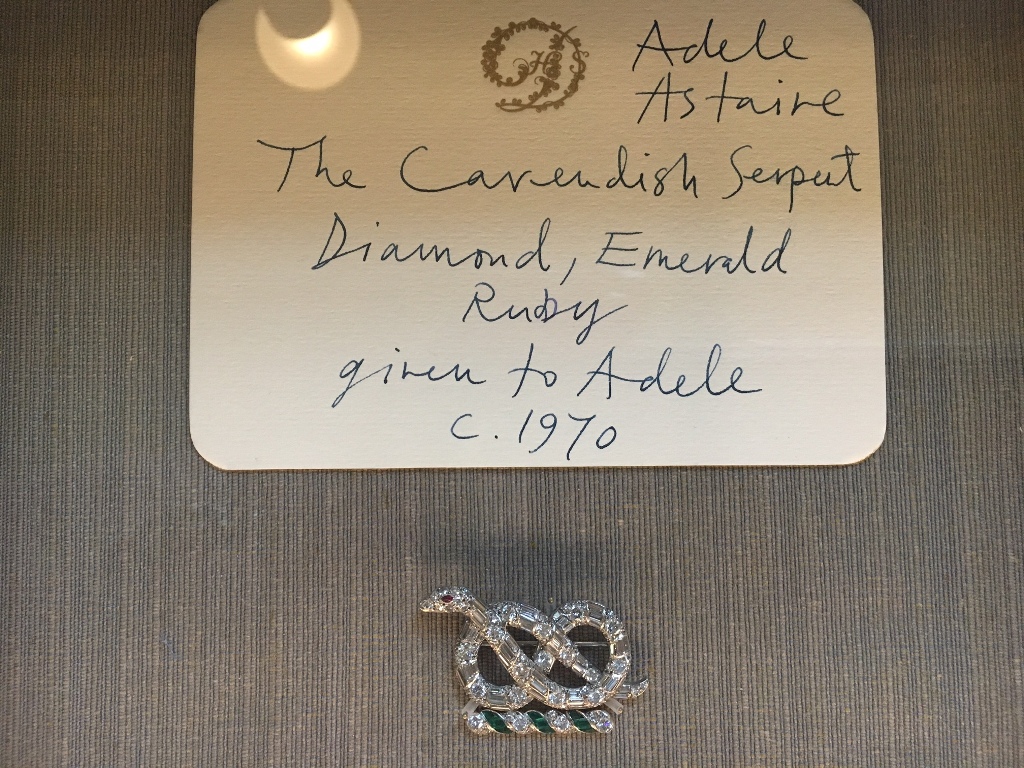 Adele
Astaire
The Cavendish Serpent
Diamond, Emerald
Ruby
given to Adele
c. 1970